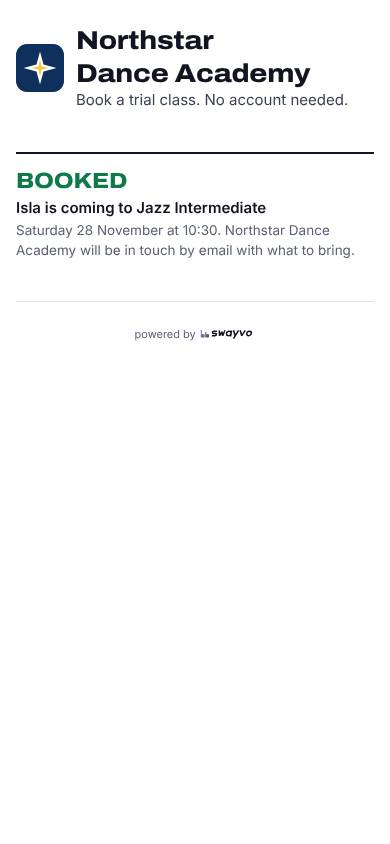 Northstar
Dance Academy
Book a trial class. No account needed.
BOOKED
Isla is coming to Jazz Intermediate
Saturday 28 November at 10:30. Northstar Dance
Academy will be in touch by email with what to bring.
powered by swayvo